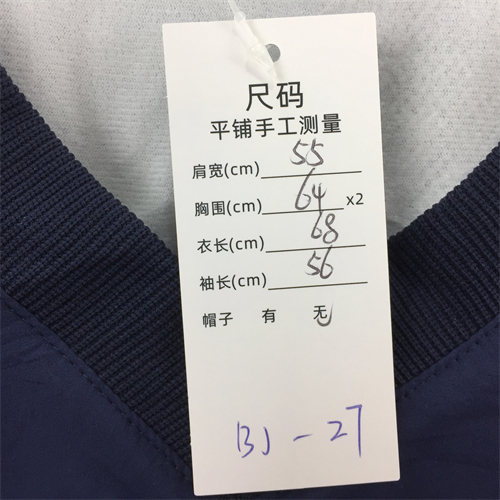 尺码
平铺手工测量
肩宽(cm) 55
胸围(cm) 64 x2
衣长(cm) 68
袖长(cm) 56
帽子 有 无
BJ-27